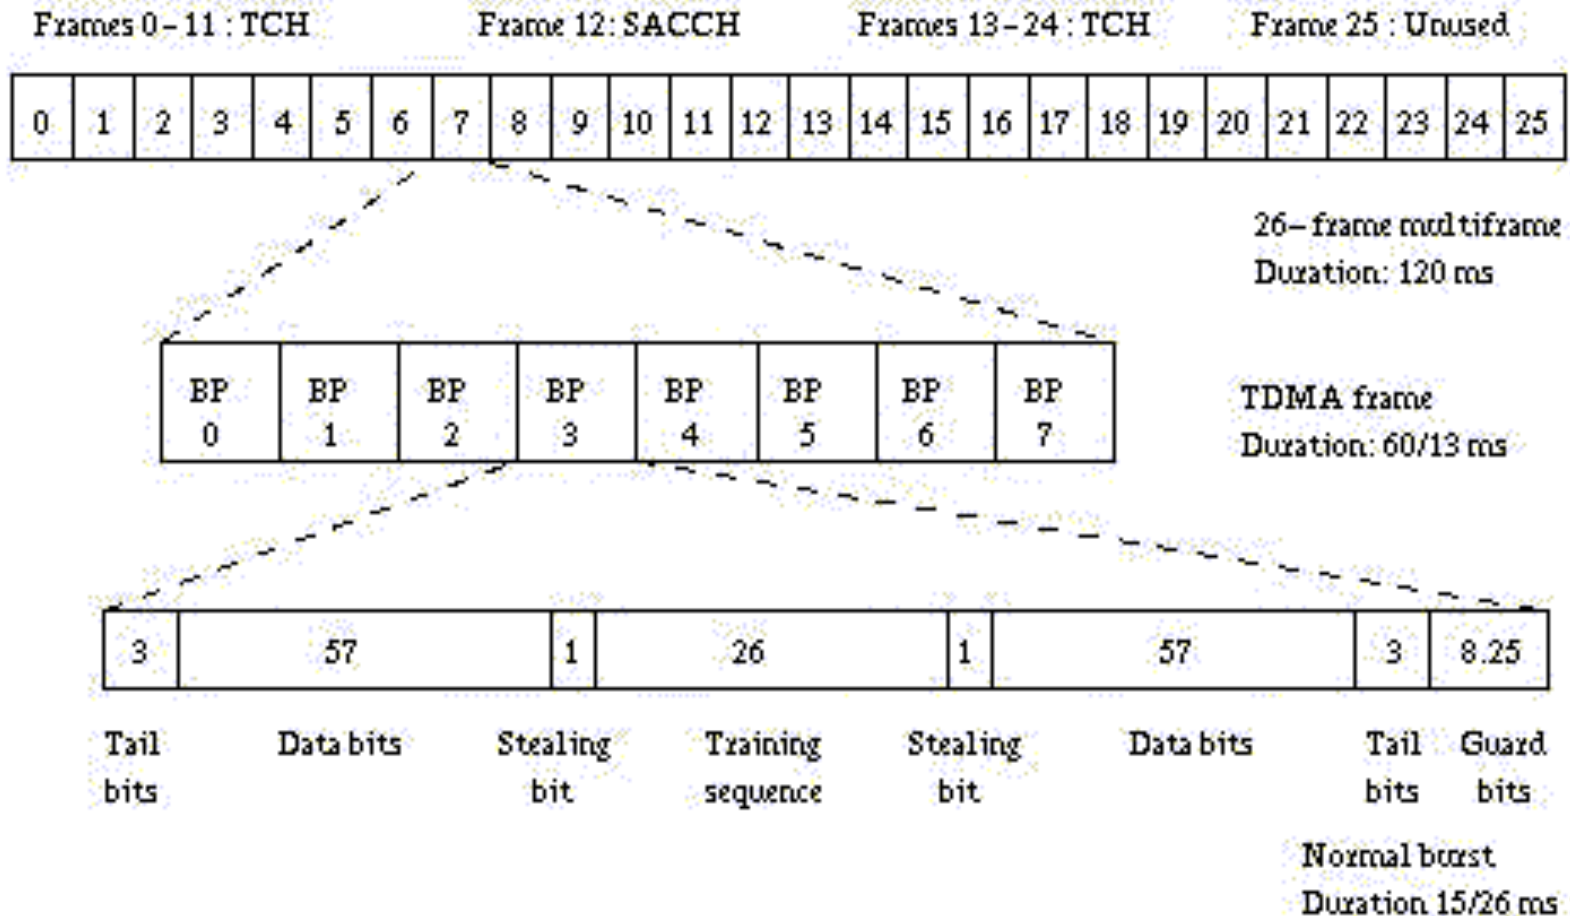 Frames 0-11 : TCH Frame 12: SACCH Frames 13-24 : TCH Frame 25 : Unused
0 1 2 3 4 5 6 7 8 9 10 11 12 13 14 15 16 17 18 19 20 21 22 23 24 25
26-frame multiframe
Duration: 120 ms
BP BP BP BP BP BP BP BP
0 1 2 3 4 5 6 7
TDMA frame
Duration: 60/13 ms
3 57 1 26 1 57 3 8.25
Tail Data bits Stealing Training Stealing Data bits Tail Guard
bits bit sequence bit bits bits
Normal burst
Duration 15/26 ms